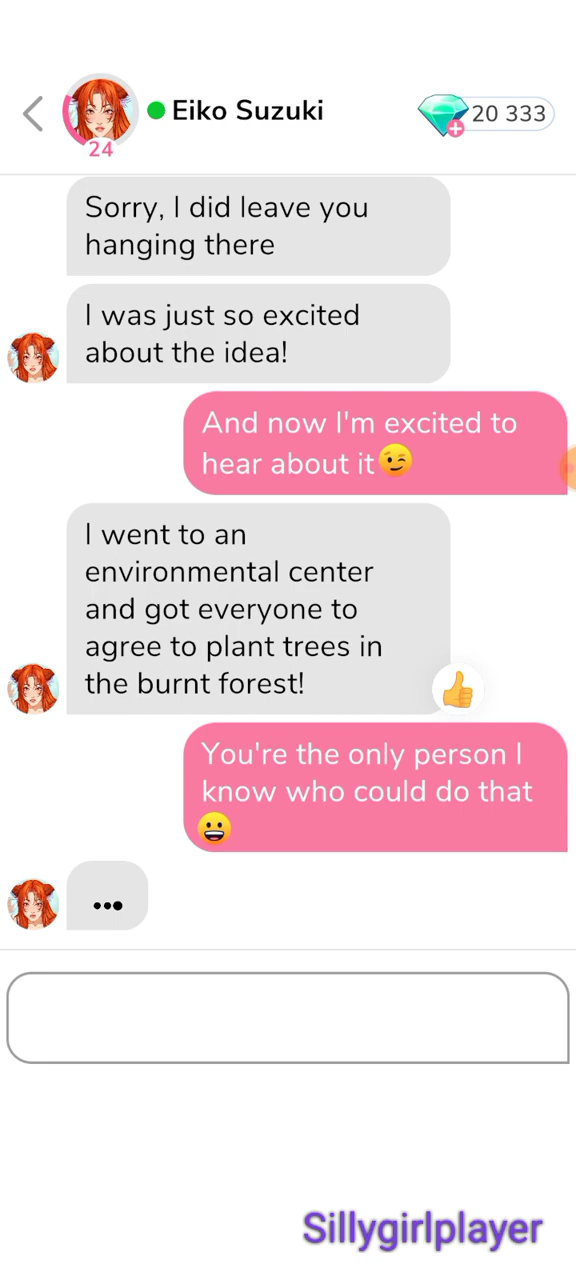 Eiko Suzuki
20 333
24
Sorry, I did leave you
hanging there
I was just so excited
about the idea!
And now I'm excited to
hear about it😉
I went to an
environmental center
and got everyone to
agree to plant trees in
the burnt forest!
👍
You're the only person I
know who could do that
😀
...
Sillygirlplayer